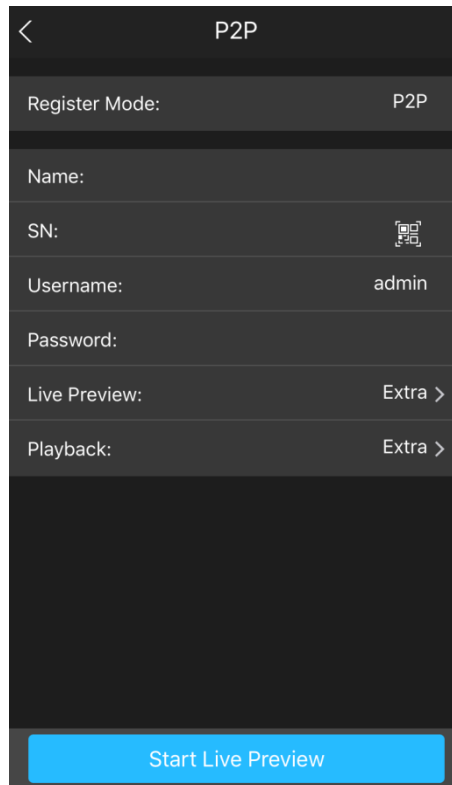 P2P
Register Mode: P2P
Name:
SN:
Username: admin
Password:
Live Preview: Extra
Playback: Extra
Start Live Preview